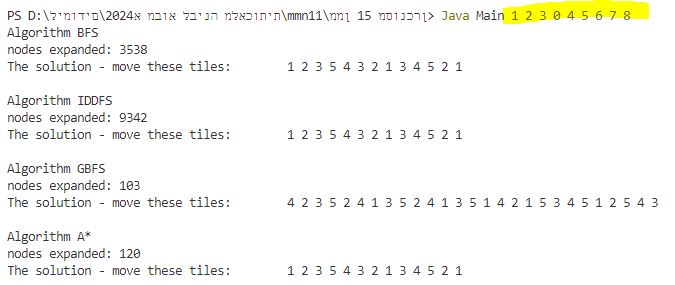 PS D:\לימודים\2024א מבוא לבינה מלאכותית\mmn11\ממן 15 מסונכרן> Java Main 1 2 3 0 4 5 6 7 8
Algorithm BFS
nodes expanded: 3538
The solution - move these tiles: 1 2 3 5 4 3 2 1 3 4 5 2 1
Algorithm IDDFS
nodes expanded: 9342
The solution - move these tiles: 1 2 3 5 4 3 2 1 3 4 5 2 1
Algorithm GBFS
nodes expanded: 103
The solution - move these tiles: 4 2 3 5 2 4 1 3 5 2 4 1 3 5 1 4 2 1 5 3 4 5 1 2 5 4 3
Algorithm A*
nodes expanded: 120
The solution - move these tiles: 1 2 3 5 4 3 2 1 3 4 5 2 1